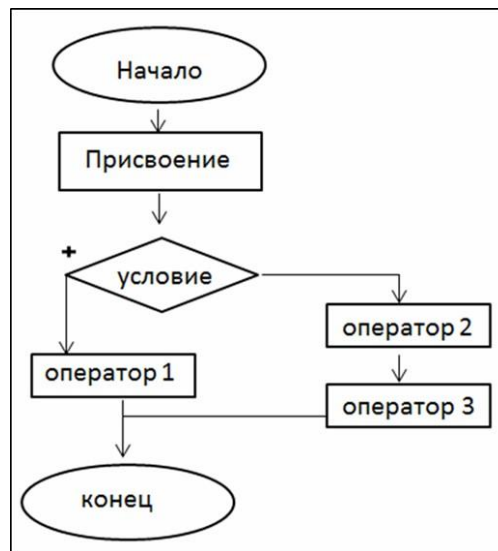 Начало
Присвоение
+
условие
оператор 2
оператор 1
оператор 3
конец